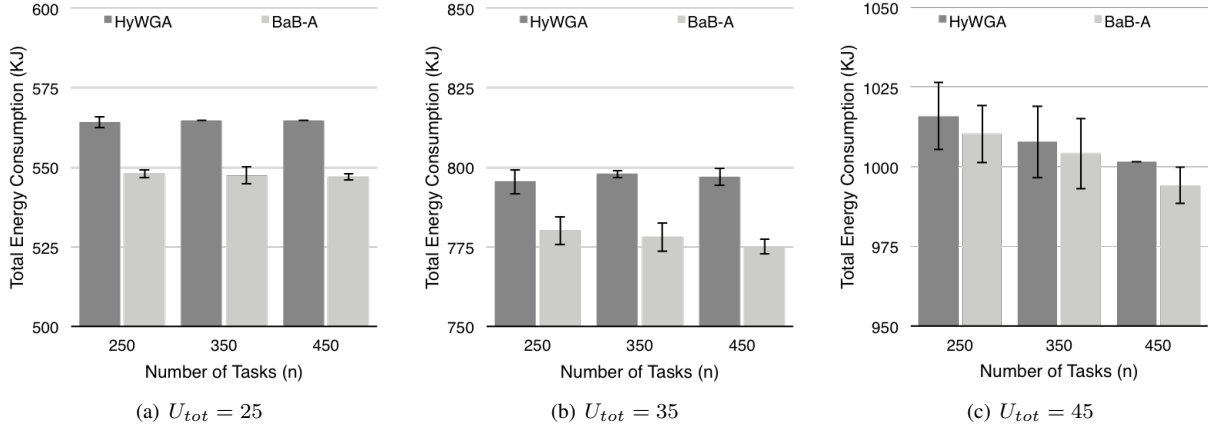 Total Energy Consumption (KJ)
600
575
550
525
500
HyWGA
BaB-A
250
350
450
Number of Tasks (n)
(a) U_tot = 25
Total Energy Consumption (KJ)
850
825
800
775
750
HyWGA
BaB-A
250
350
450
Number of Tasks (n)
(b) U_tot = 35
Total Energy Consumption (KJ)
1050
1025
1000
975
950
HyWGA
BaB-A
250
350
450
Number of Tasks (n)
(c) U_tot = 45